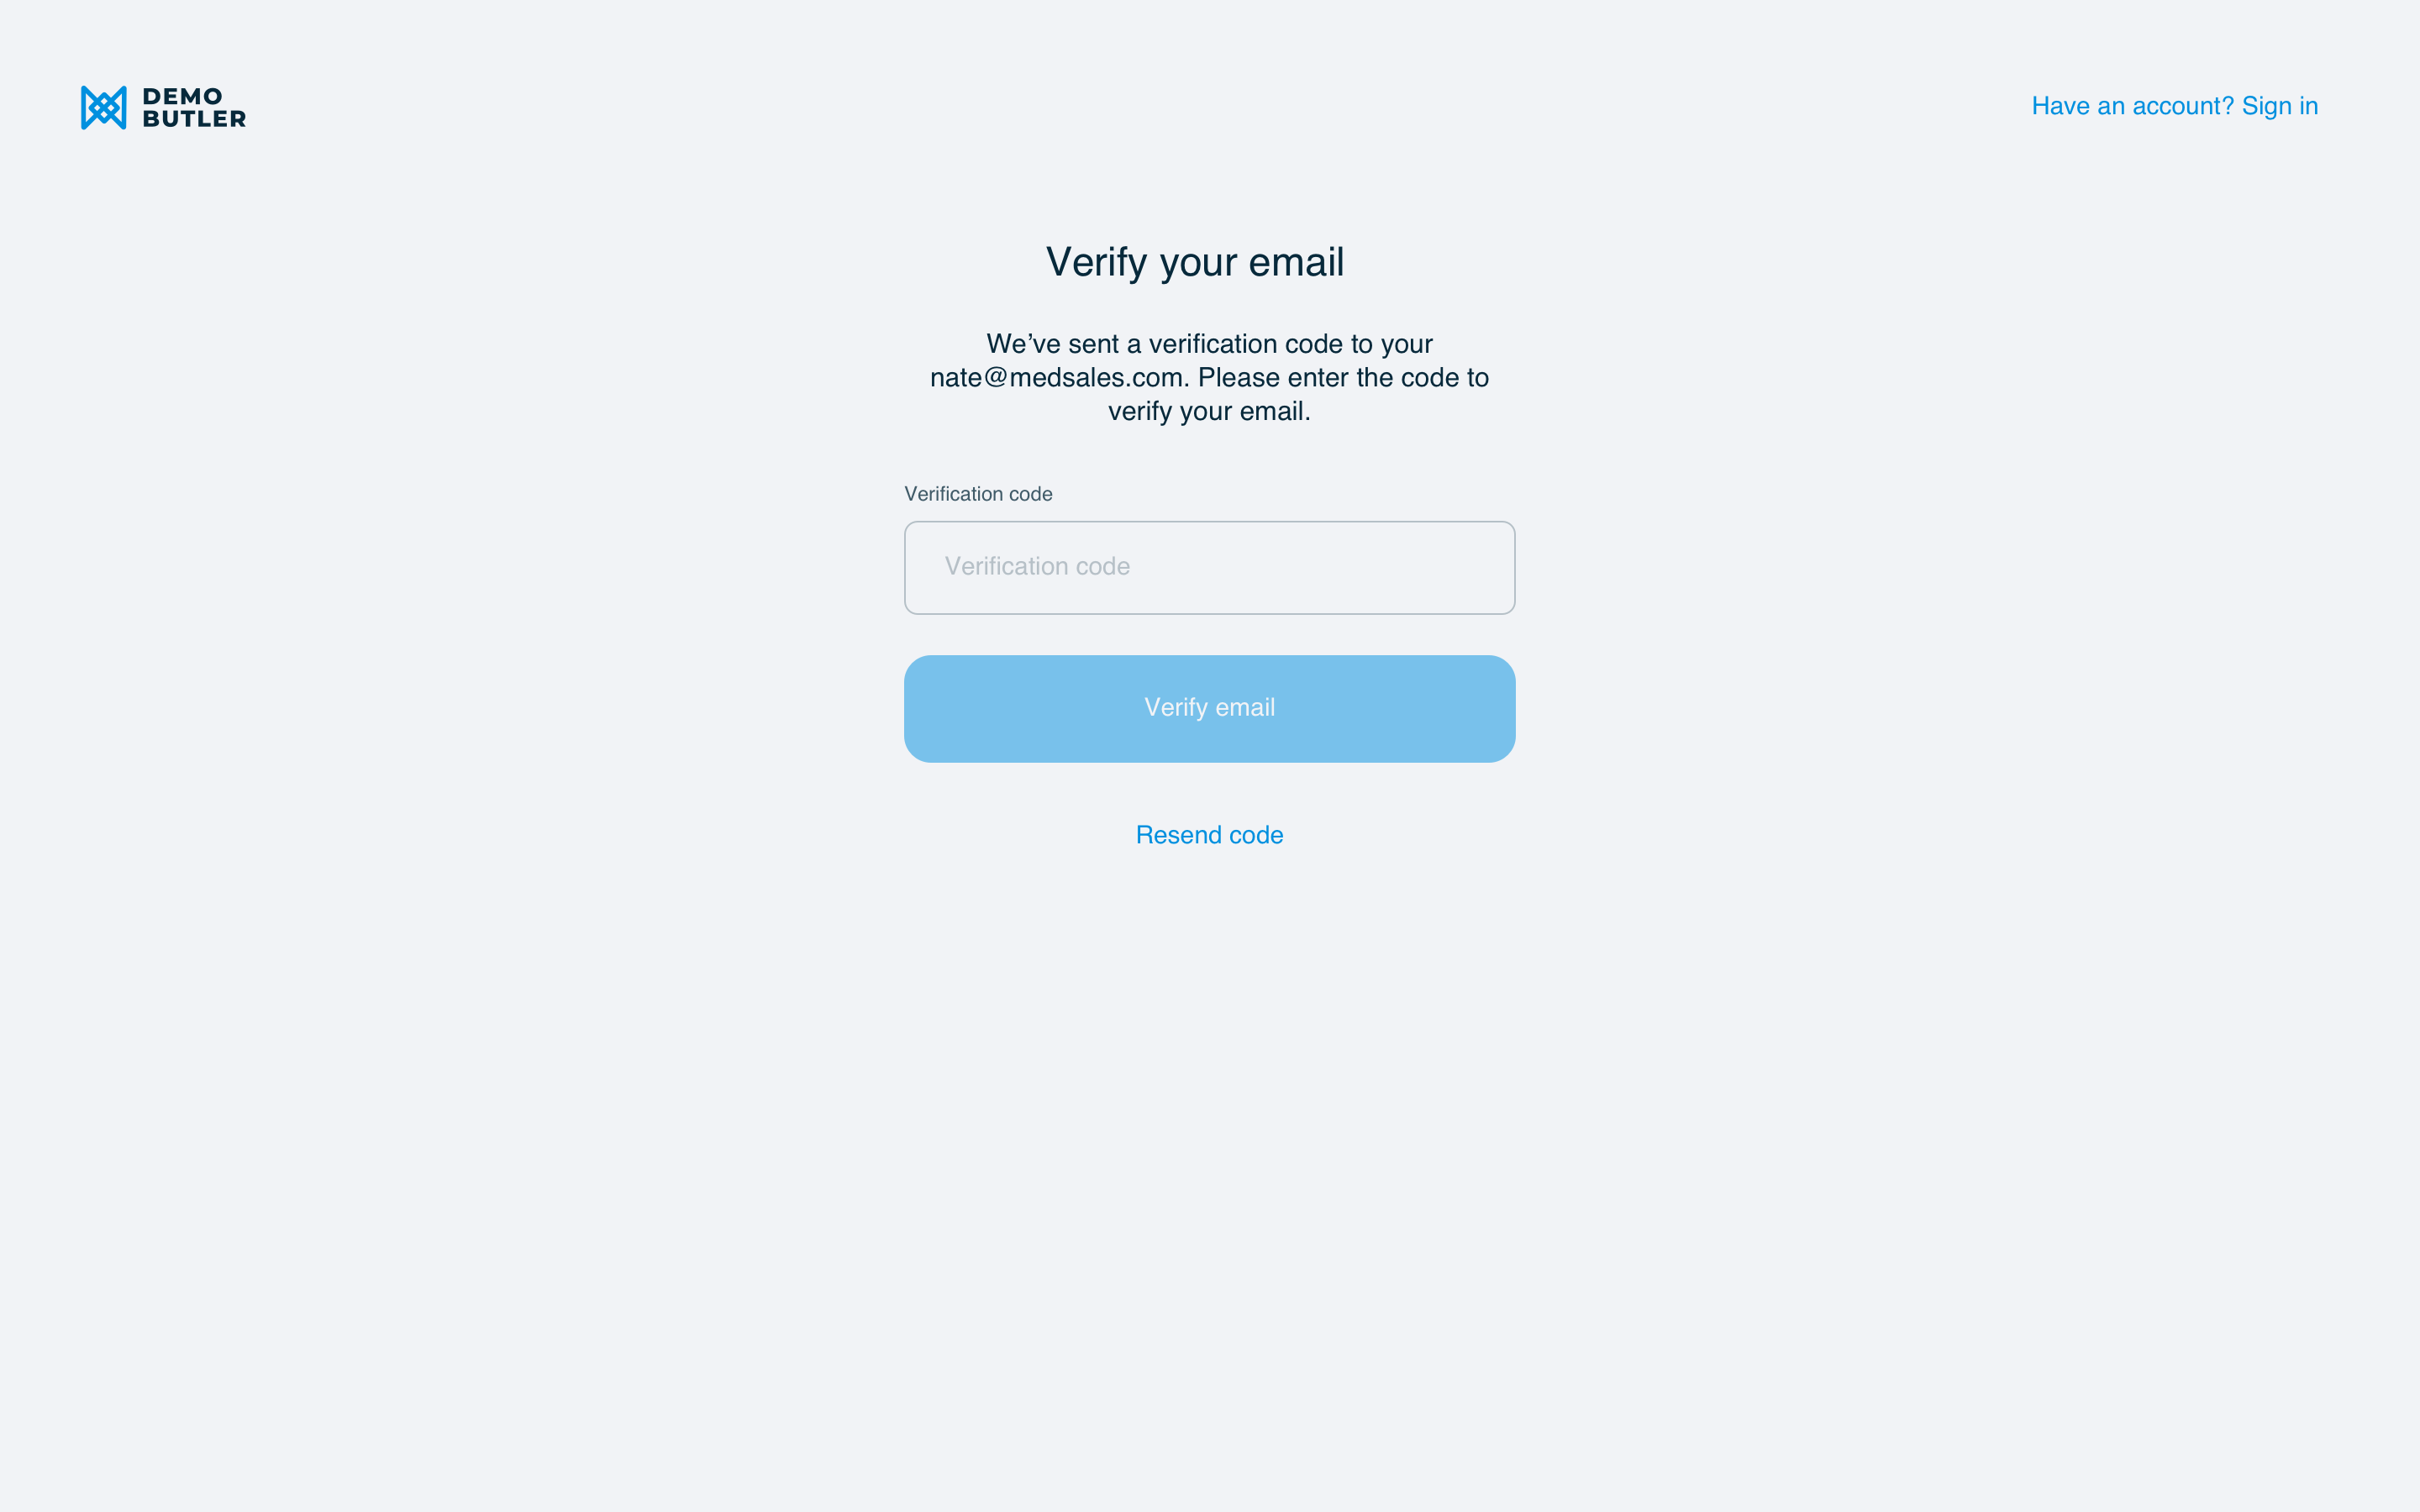 DEMO
BUTLER
Have an account? Sign in
Verify your email
We’ve sent a verification code to your
nate@medsales.com. Please enter the code to
verify your email.
Verification code
Verification code
Verify email
Resend code